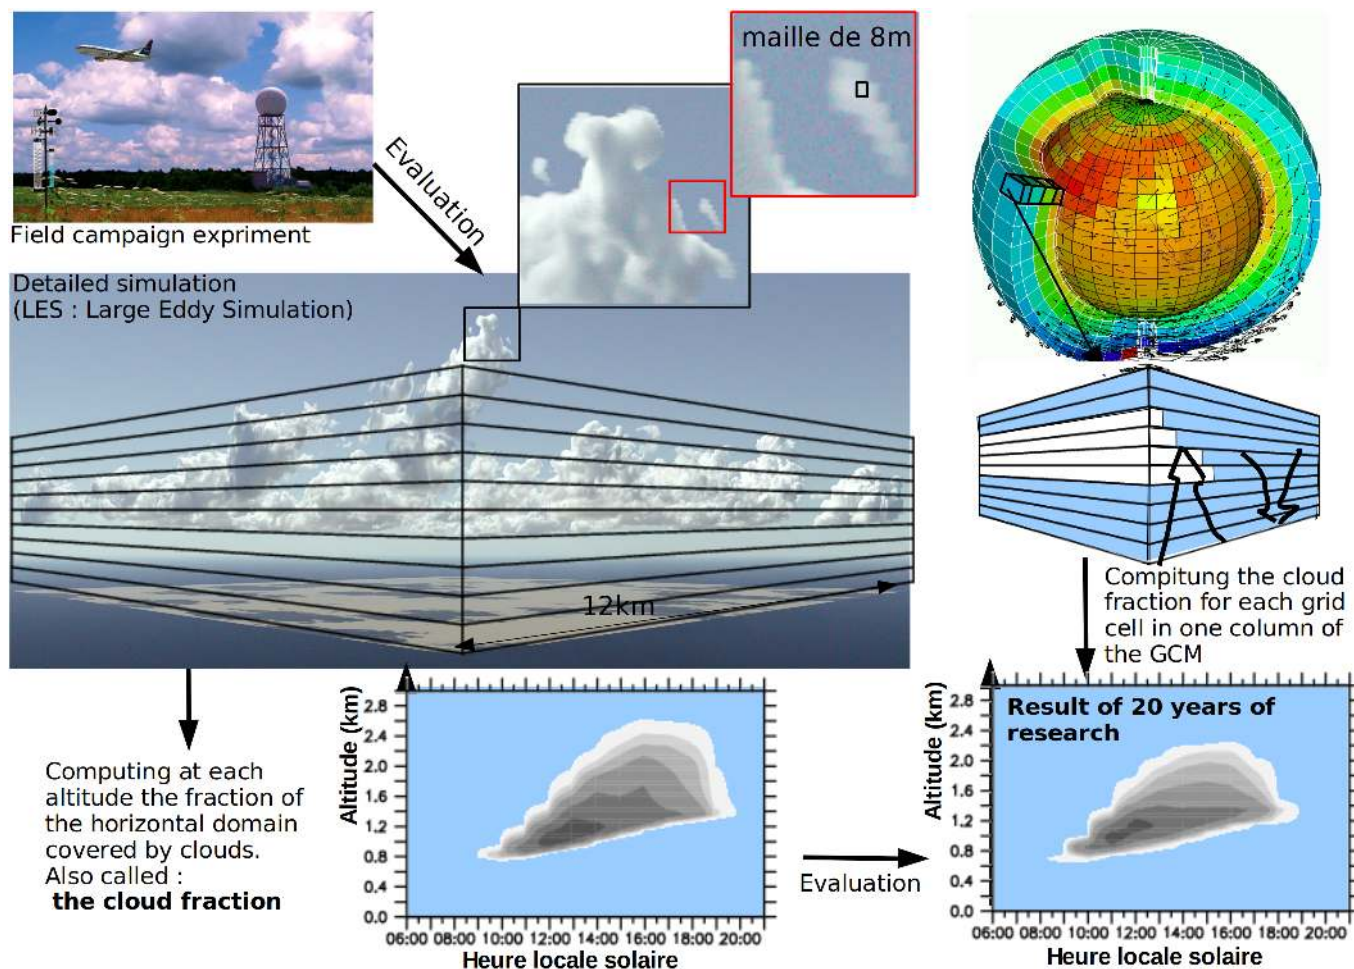 maille de 8m
Evaluation
Field campaign expriment
Detailed simulation
(LES : Large Eddy Simulation)
12km
Compitung the cloud
fraction for each grid
cell in one column of
the GCM
Computing at each
altitude the fraction of
the horizontal domain
covered by clouds.
Also called :
the cloud fraction
Altitude (km)
2.8
2.4
2.0
1.6
1.2
0.8
0.4
0.0
06:00 08:00 10:00 12:00 14:00 16:00 18:00 20:00
Heure locale solaire
Evaluation
Result of 20 years of
research
Altitude (km)
2.8
2.4
2.0
1.6
1.2
0.8
0.4
0.0
06:00 08:00 10:00 12:00 14:00 16:00 18:00 20:00
Heure locale solaire